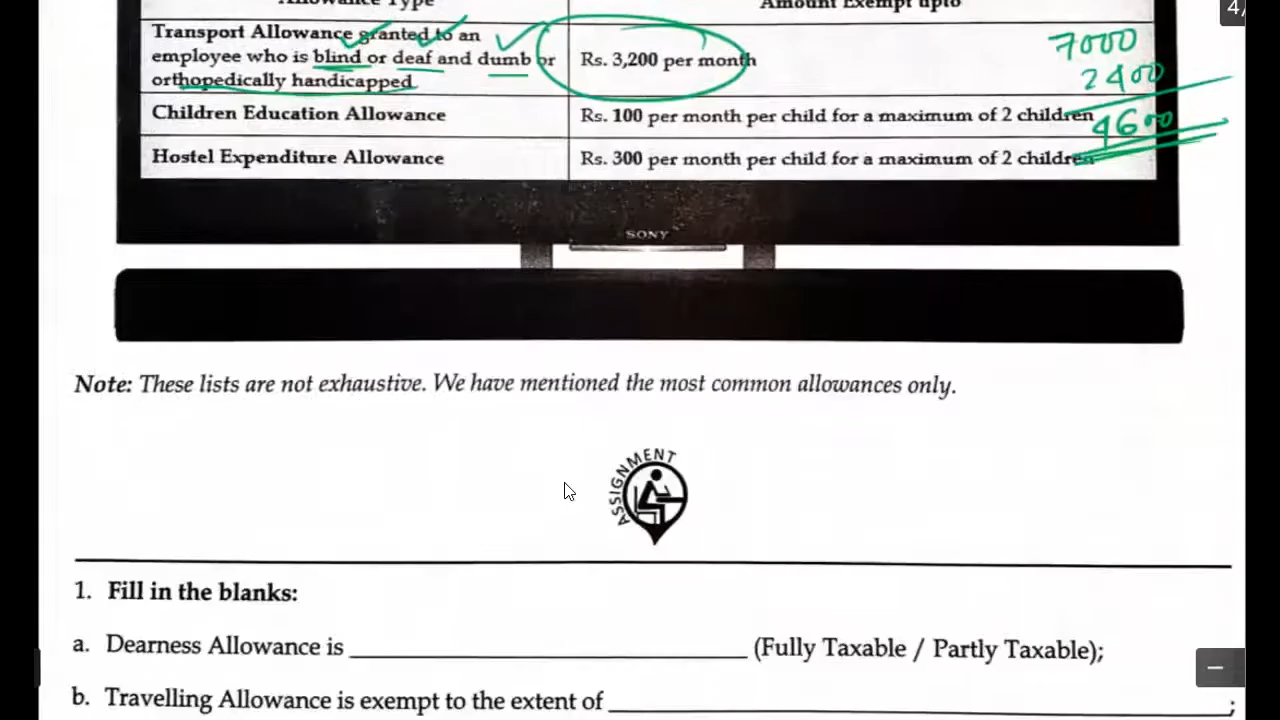 Allowance Type
Amount Exempt upto
4/
Transport Allowance granted to an
employee who is blind or deaf and dumb or
orthopedically handicapped
Rs. 3,200 per month
7000
2400
4600
Children Education Allowance
Rs. 100 per month per child for a maximum of 2 children
Hostel Expenditure Allowance
Rs. 300 per month per child for a maximum of 2 children
SONY
Note: These lists are not exhaustive. We have mentioned the most common allowances only.
ASSIGNMENT
1. Fill in the blanks:
a. Dearness Allowance is ____________ (Fully Taxable / Partly Taxable);
b. Travelling Allowance is exempt to the extent of ____________;